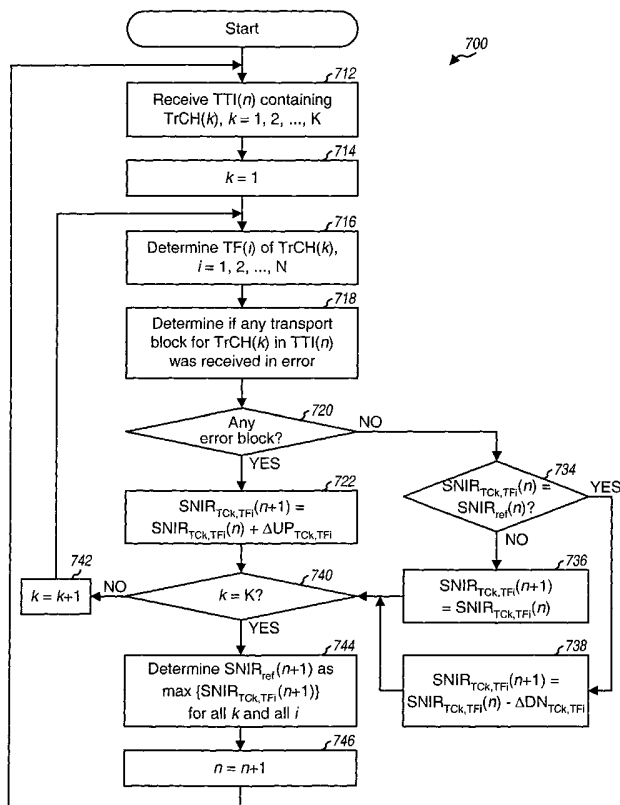 Start
700
712
Receive TTI(n) containing
TrCH(k), k = 1, 2, ..., K
714
k = 1
716
Determine TF(i) of TrCH(k),
i = 1, 2, ..., N
718
Determine if any transport
block for TrCH(k) in TTI(n)
was received in error
720
Any
error block?
NO
YES
734
SNIR_TCk,TFi(n) =
SNIR_ref(n)?
YES
NO
722
SNIR_TCk,TFi(n+1) =
SNIR_TCk,TFi(n) + ΔUP_TCk,TFi
736
SNIR_TCk,TFi(n+1)
= SNIR_TCk,TFi(n)
742
k = k+1
NO
740
k = K?
YES
738
SNIR_TCk,TFi(n+1) =
SNIR_TCk,TFi(n) - ΔDN_TCk,TFi
744
Determine SNIR_ref(n+1) as
max {SNIR_TCk,TFi(n+1)}
for all k and all i
746
n = n+1